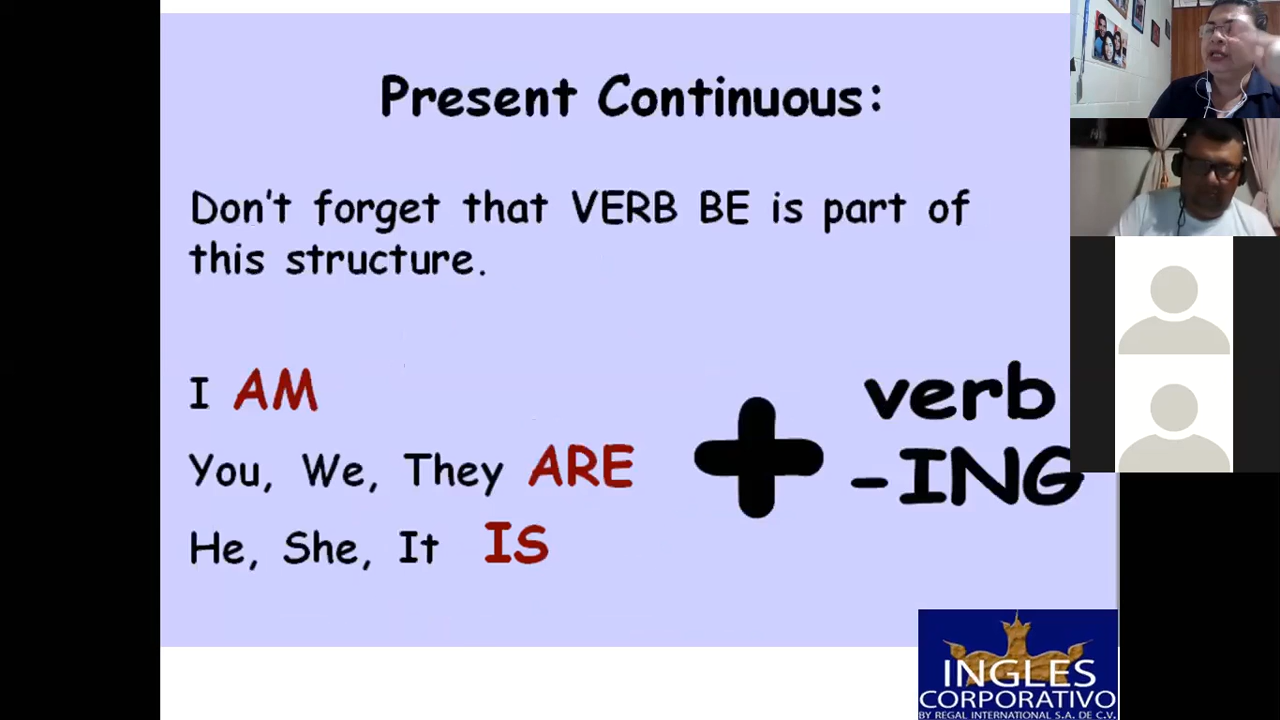 Present Continuous:
Don't forget that VERB BE is part of
this structure.
I AM
You, We, They ARE
He, She, It IS
verb
-ING
INGLES
CORPORATIVO
BY REGAL INTERNATIONAL S.A. DE C.V.